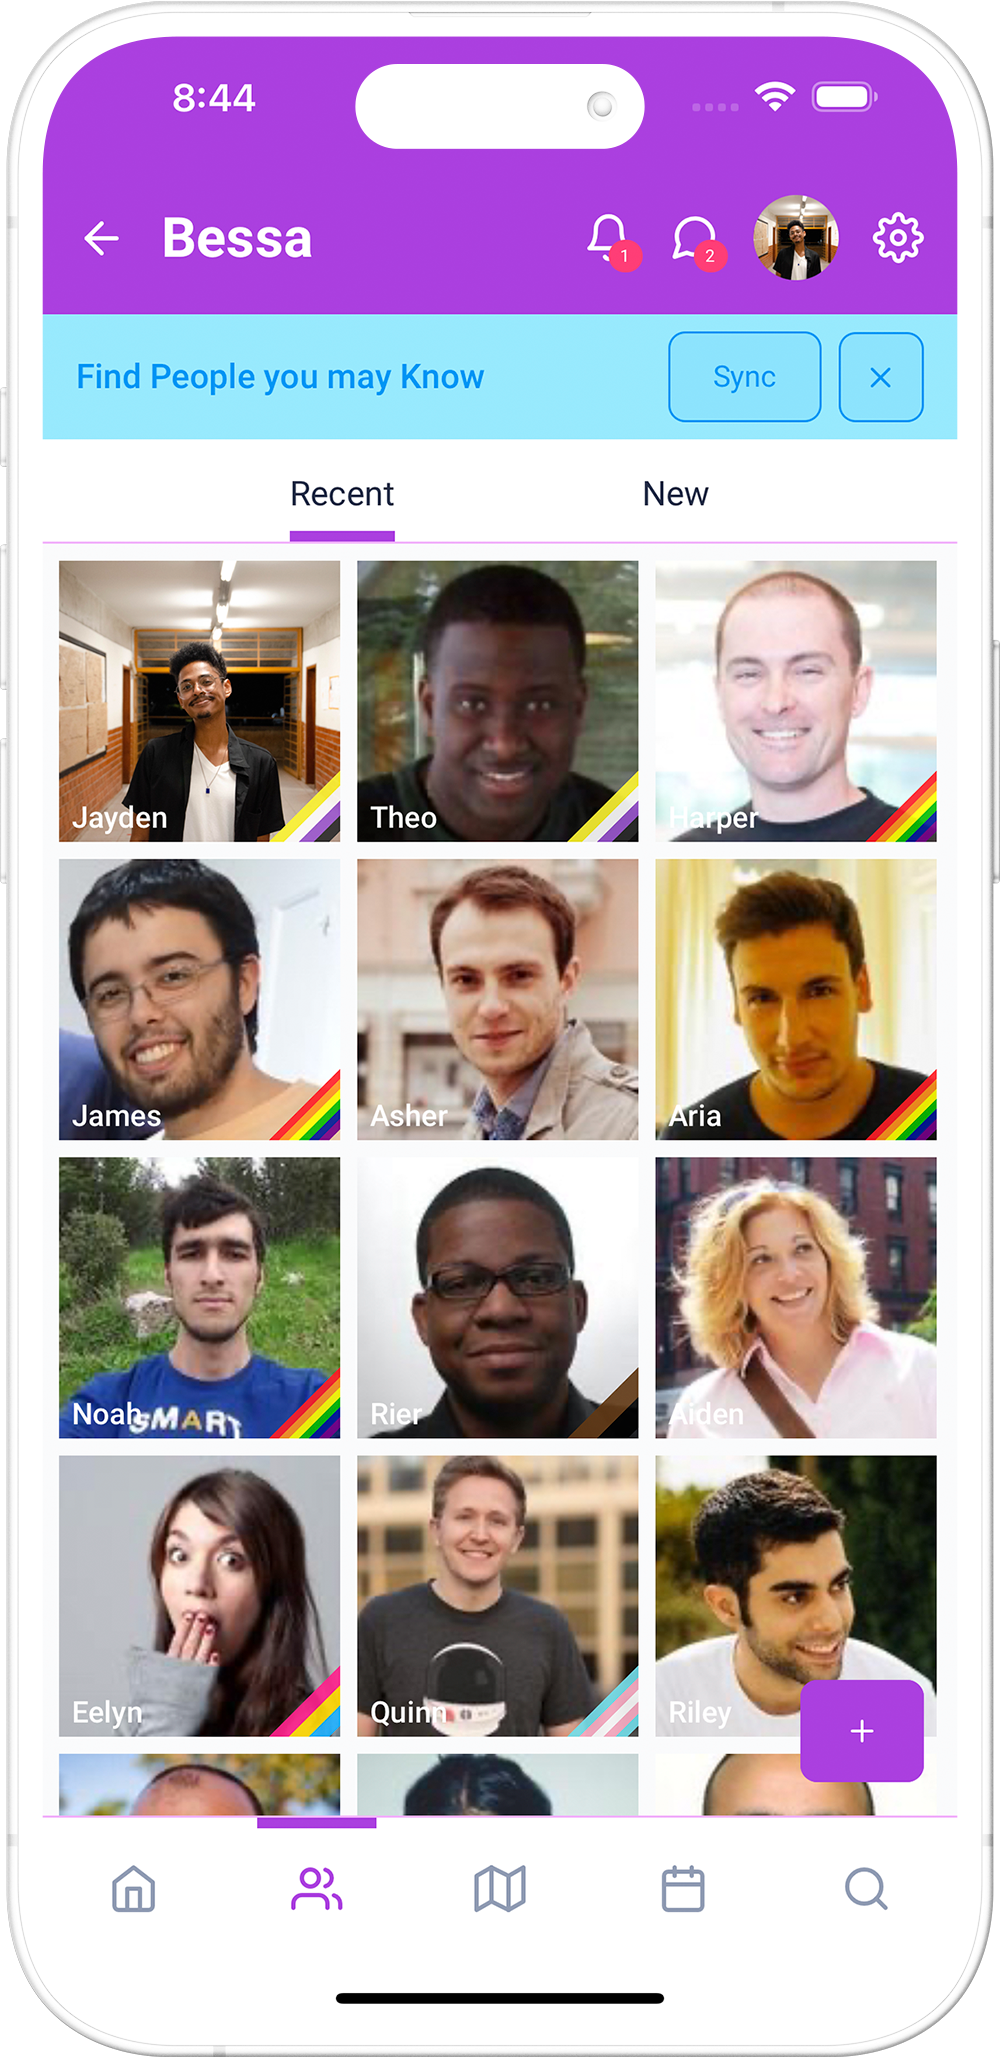 8:44
Bessa
1
2
Find People you may Know
Sync
Recent
New
Jayden
Theo
Harper
James
Asher
Aria
Noah
SMART
Rier
Aiden
Eelyn
Quinn
Riley